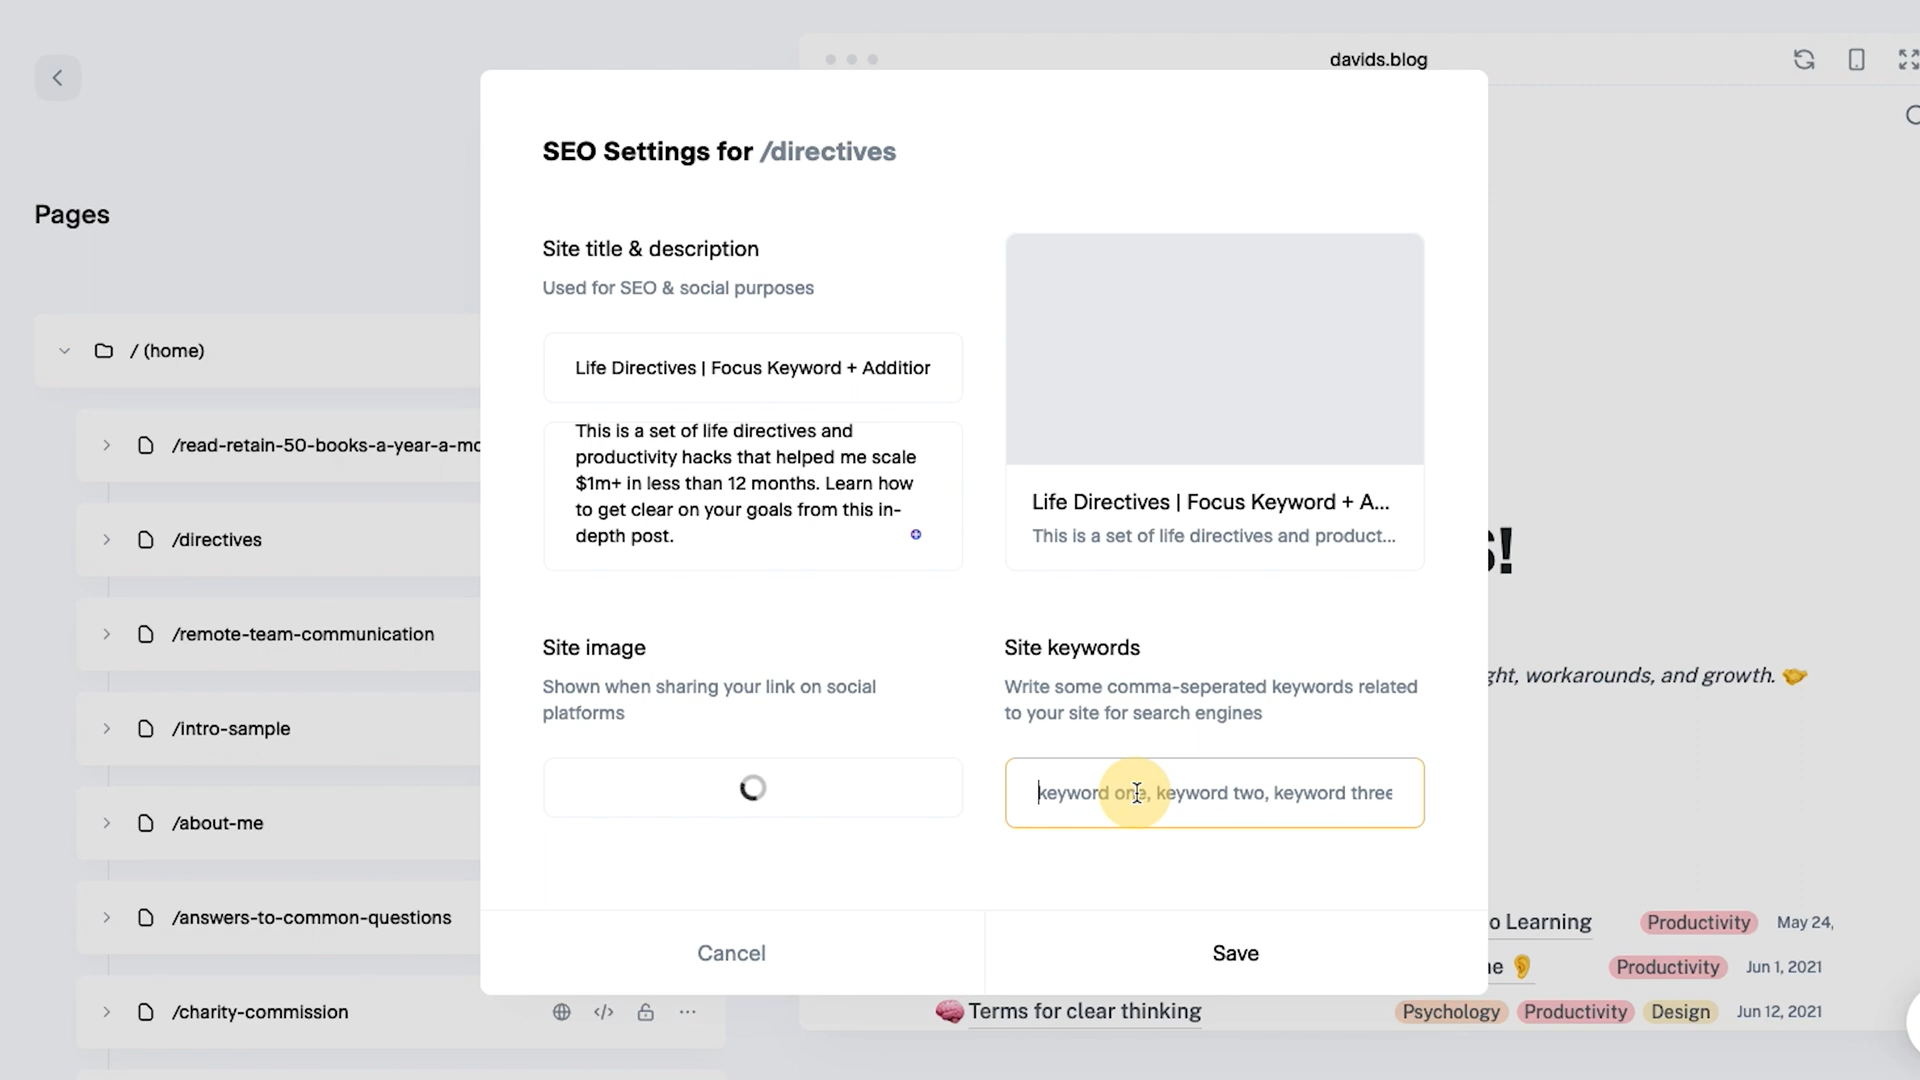 davids.blog
Pages
/ (home)
/read-retain-50-books-a-year-a-mo
/directives
/remote-team-communication
/intro-sample
/about-me
/answers-to-common-questions
/charity-commission
SEO Settings for /directives
Site title & description
Used for SEO & social purposes
Life Directives | Focus Keyword + Addition
This is a set of life directives and
productivity hacks that helped me scale
$1m+ in less than 12 months. Learn how
to get clear on your goals from this in-
depth post.
Life Directives | Focus Keyword + A...
This is a set of life directives and product...
Site image
Shown when sharing your link on social
platforms
Site keywords
Write some comma-seperated keywords related
to your site for search engines
keyword one, keyword two, keyword three
Cancel
Save
s!
ght, workarounds, and growth.
o Learning Productivity May 24,
ne Productivity Jun 1, 2021
Terms for clear thinking Psychology Productivity Design Jun 12, 2021